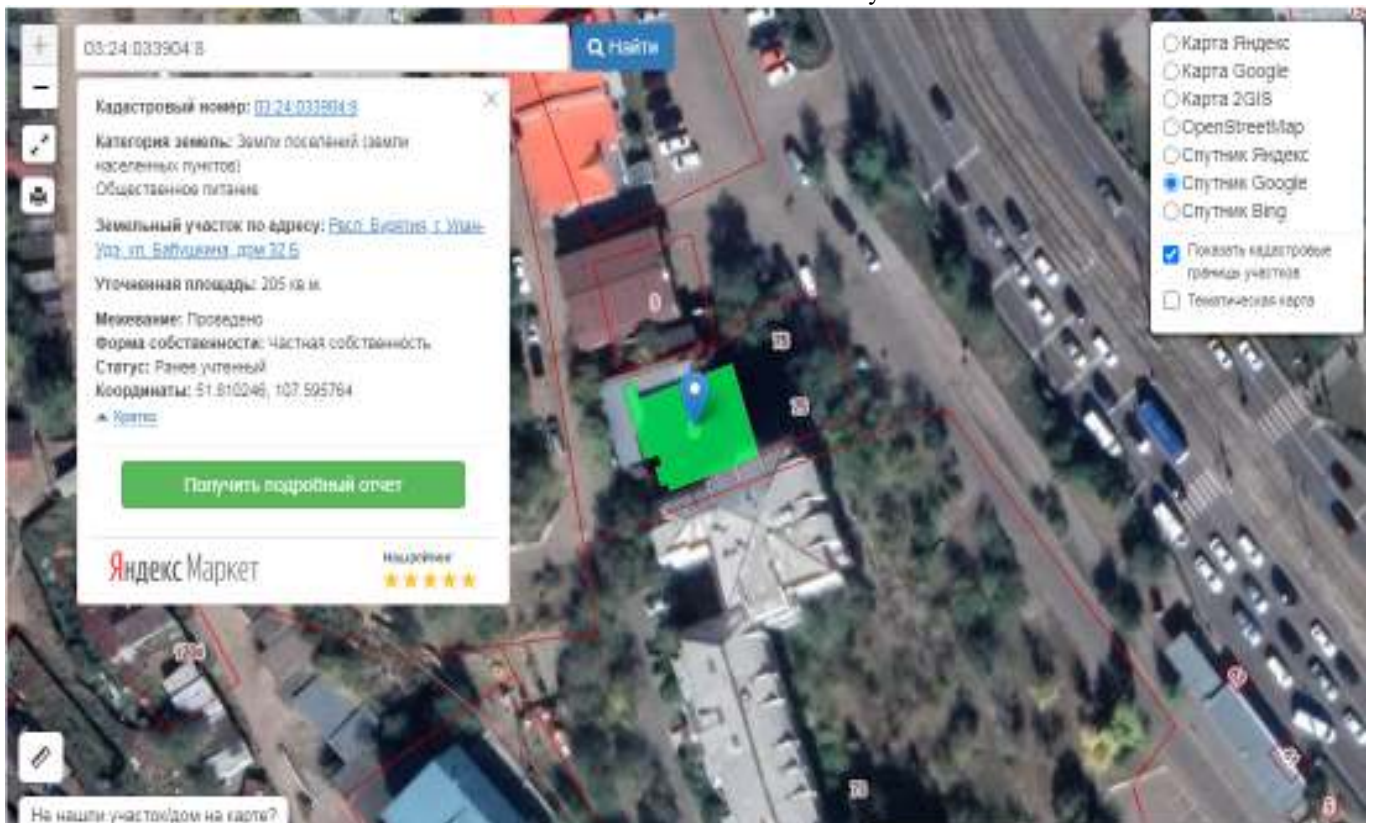 03:24:033904:8
Найти
Кадастровый номер: 03:24:033904:8
Категория земель: Земли поселений (земли
населенных пунктов)
Общественное питание
Земельный участок по адресу: Респ. Бурятия, г. Улан-
Удэ, ул. Бабушкина, дом 32 Б
Уточненная площадь: 205 кв.м.
Межевание: Проведено
Форма собственности: Частная собственность
Статус: Ранее учтенный
Координаты: 51.810246, 107.595764
Кратко
Получить подробный отчет
Яндекс Маркет
Наш рейтинг
Карта Яндекс
Карта Google
Карта 2GIS
OpenStreetMap
Спутник Яндекс
Спутник Google
Спутник Bing
Показать кадастровые
границы участков
Тематическая карта
Не нашли участок/дом на карте?